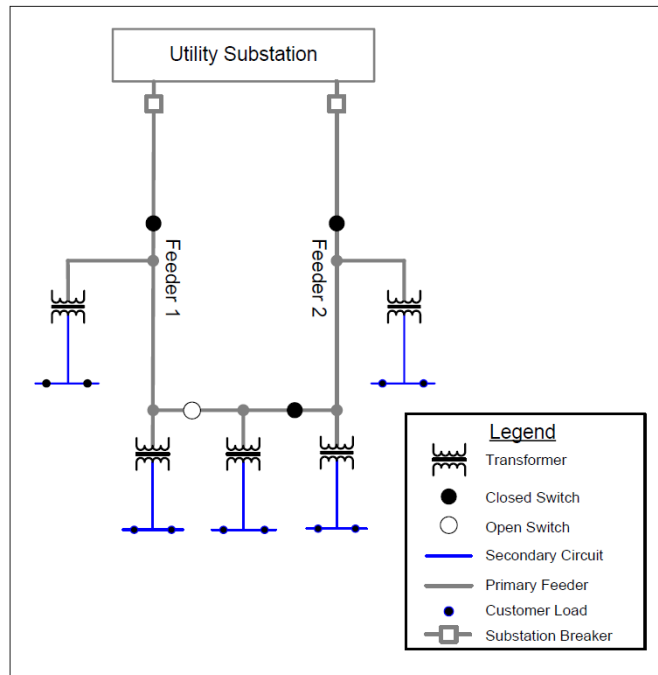 Utility Substation
Feeder 1
Feeder 2
Legend
Transformer
Closed Switch
Open Switch
Secondary Circuit
Primary Feeder
Customer Load
Substation Breaker